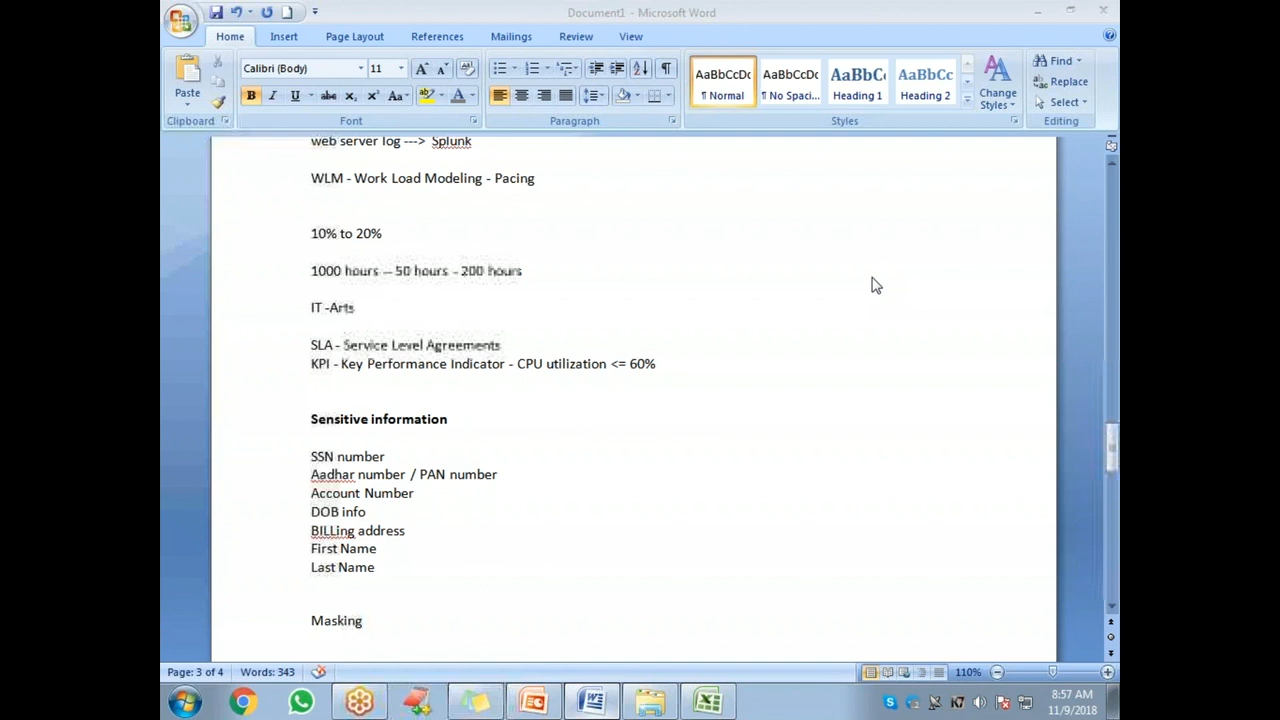 Document1 - Microsoft Word
Home Insert Page Layout References Mailings Review View
Paste
Calibri (Body) 11
AaBbCcDc AaBbCcDc AaBbC AaBbCc
¶ Normal ¶ No Spaci... Heading 1 Heading 2
Change Styles
Find
Replace
Select
Clipboard Font Paragraph Styles Editing
web server log ---> Splunk
WLM - Work Load Modeling - Pacing
10% to 20%
1000 hours – 50 hours - 200 hours
IT -Arts
SLA - Service Level Agreements
KPI - Key Performance Indicator - CPU utilization <= 60%
Sensitive information
SSN number
Aadhar number / PAN number
Account Number
DOB info
BILLing address
First Name
Last Name
Masking
Page: 3 of 4 Words: 343 110%
8:57 AM
11/9/2018